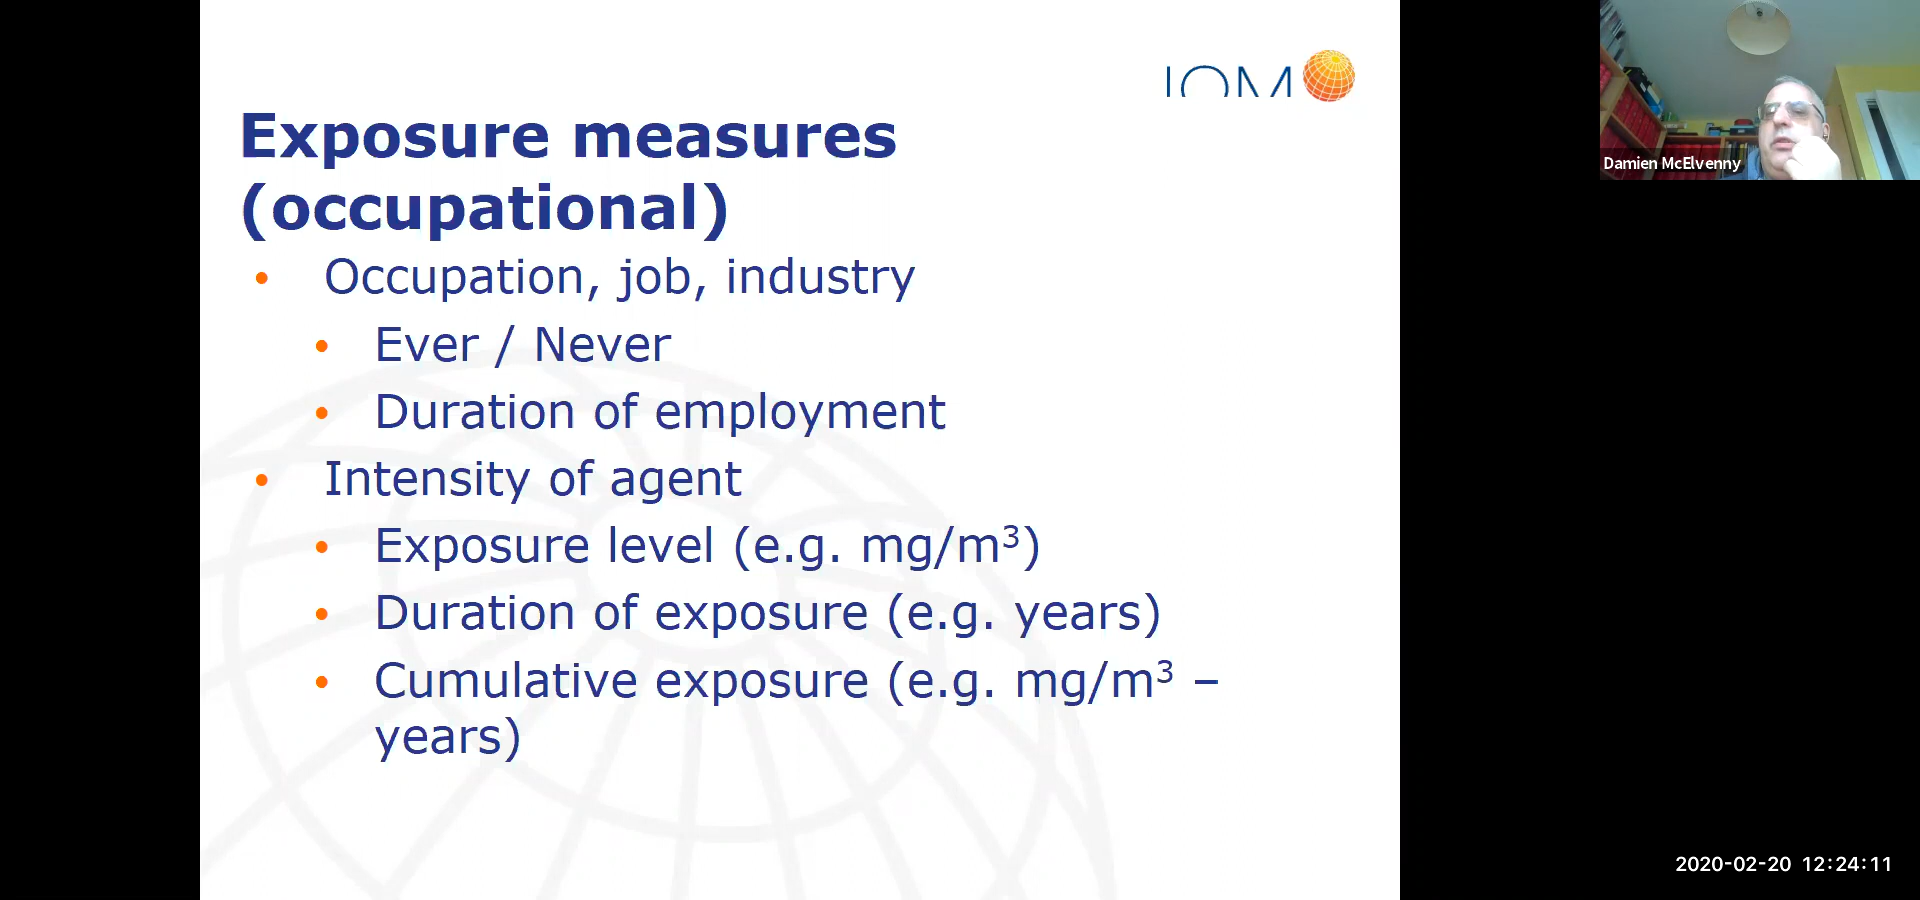 IOM
Exposure measures
(occupational)
• Occupation, job, industry
• Ever / Never
• Duration of employment
• Intensity of agent
• Exposure level (e.g. mg/m³)
• Duration of exposure (e.g. years)
• Cumulative exposure (e.g. mg/m³ –
years)
Damien McElvenny
2020-02-20 12:24:11